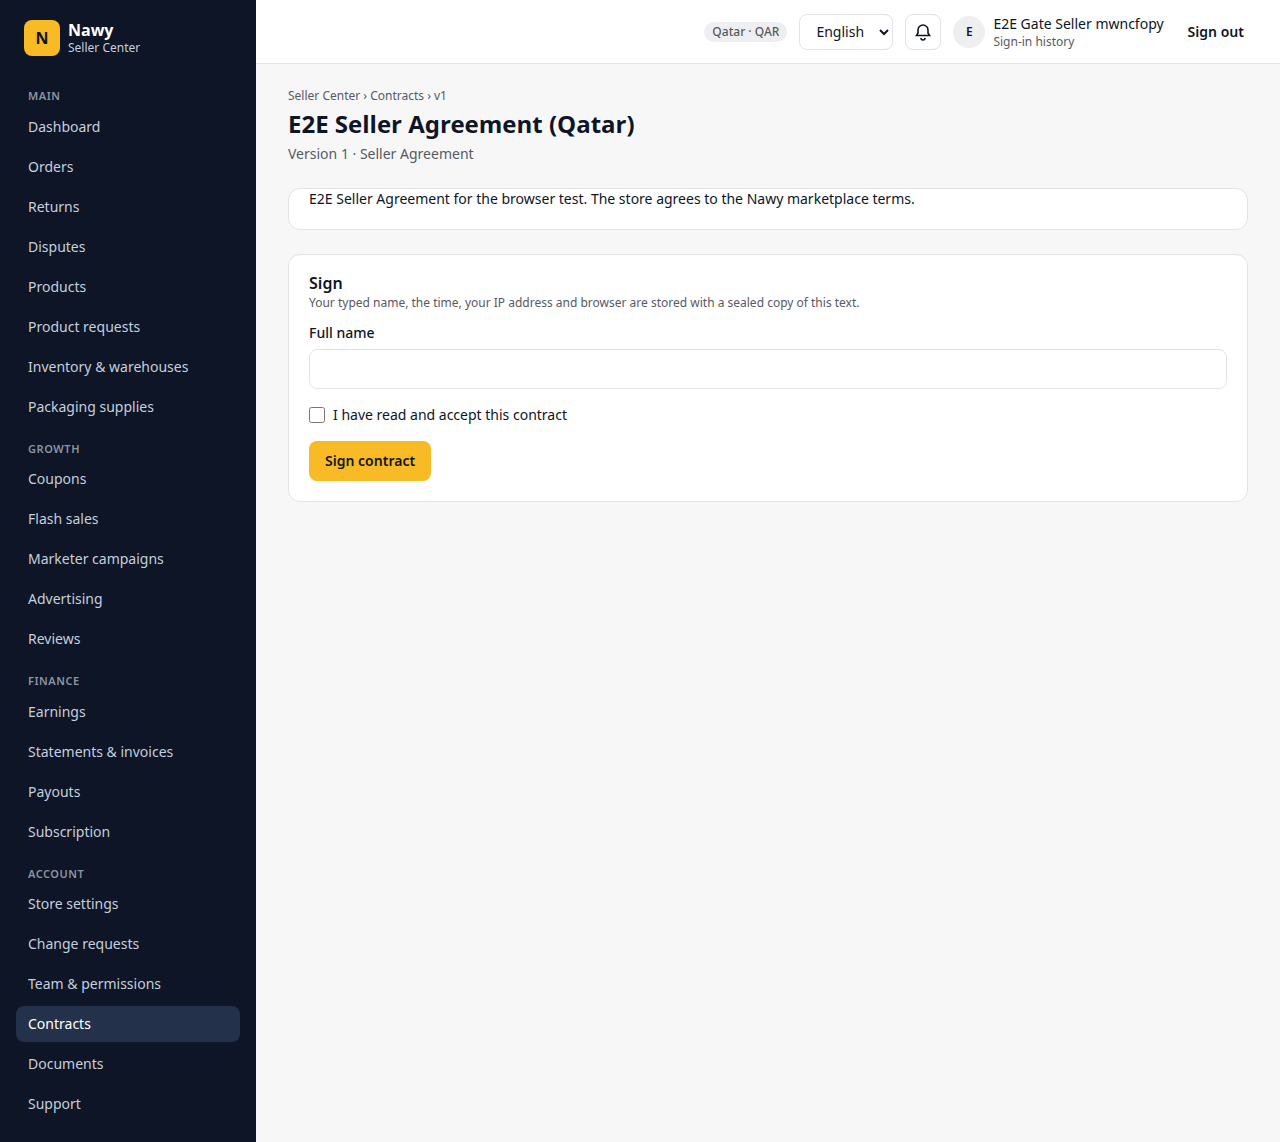 N
Nawy
Seller Center
MAIN
Dashboard
Orders
Returns
Disputes
Products
Product requests
Inventory & warehouses
Packaging supplies
GROWTH
Coupons
Flash sales
Marketer campaigns
Advertising
Reviews
FINANCE
Earnings
Statements & invoices
Payouts
Subscription
ACCOUNT
Store settings
Change requests
Team & permissions
Contracts
Documents
Support
Qatar · QAR
English
E
E2E Gate Seller mwncfopy
Sign-in history
Sign out
Seller Center › Contracts › v1
E2E Seller Agreement (Qatar)
Version 1 · Seller Agreement
E2E Seller Agreement for the browser test. The store agrees to the Nawy marketplace terms.
Sign
Your typed name, the time, your IP address and browser are stored with a sealed copy of this text.
Full name
I have read and accept this contract
Sign contract